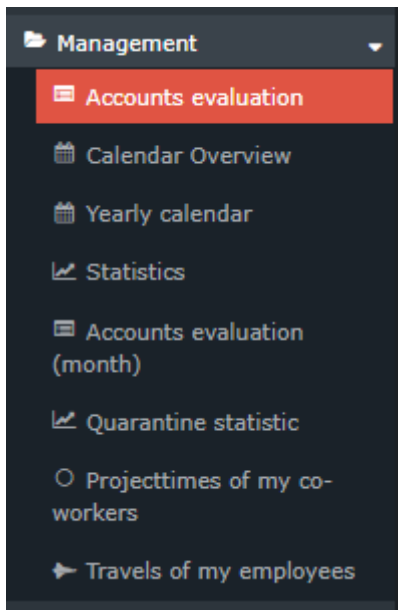 Management
Accounts evaluation
Calendar Overview
Yearly calendar
Statistics
Accounts evaluation
(month)
Quarantine statistic
Projecttimes of my co-
workers
Travels of my employees